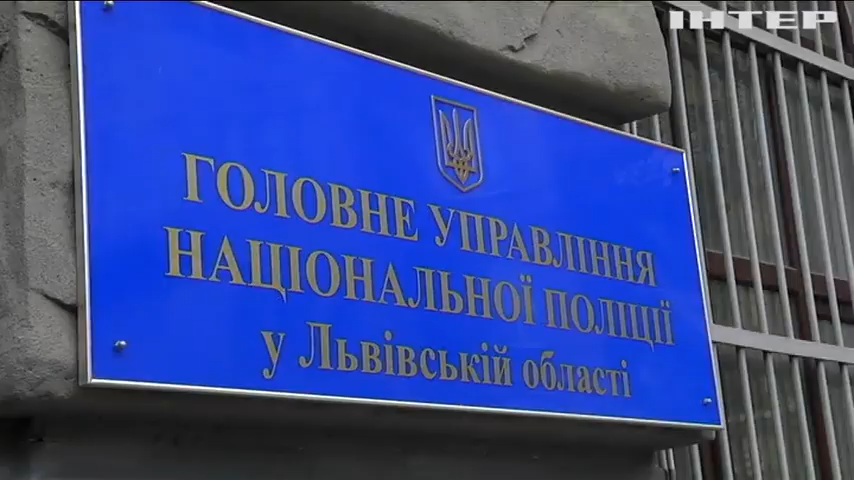 ІНТЕР
ГОЛОВНЕ УПРАВЛІННЯ
НАЦІОНАЛЬНОЇ ПОЛІЦІЇ
у Львівській області